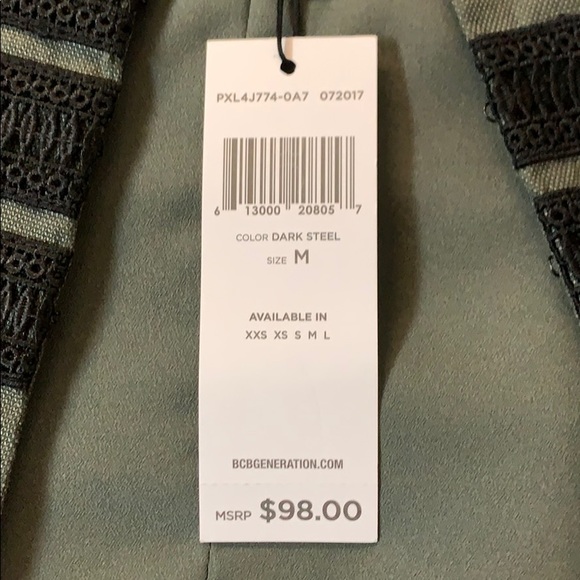 PXL4J774-0A7 072017
6 13000 20805 7
COLOR DARK STEEL
SIZE M
AVAILABLE IN
XXS XS S M L
BCBGENERATION.COM
MSRP $98.00